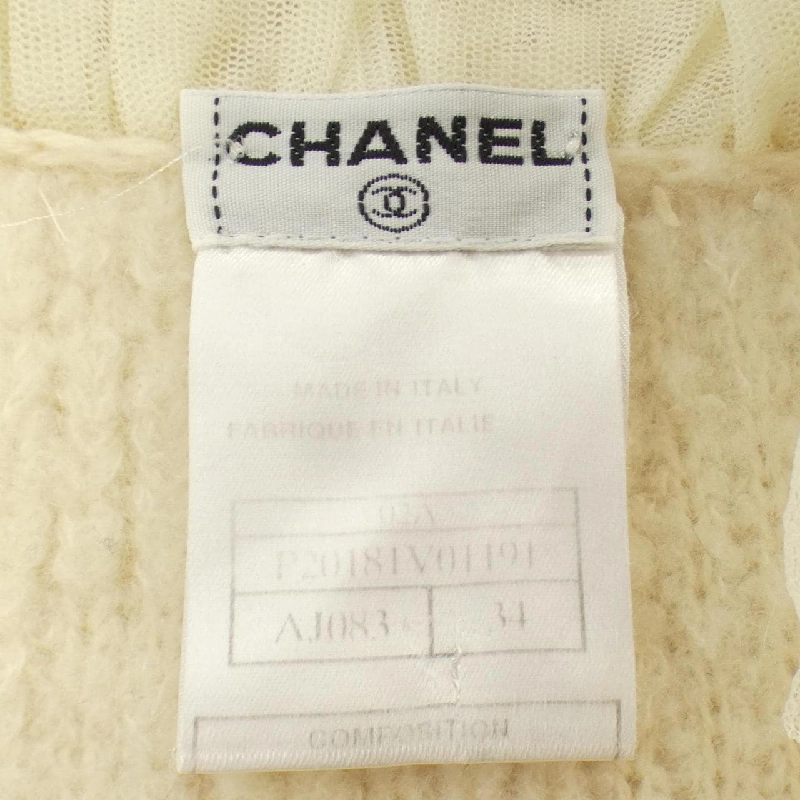 CHANEL
MADE IN ITALY
FABRIQUE EN ITALIE
02A
P20181V01191
AJ083 34
COMPOSITION